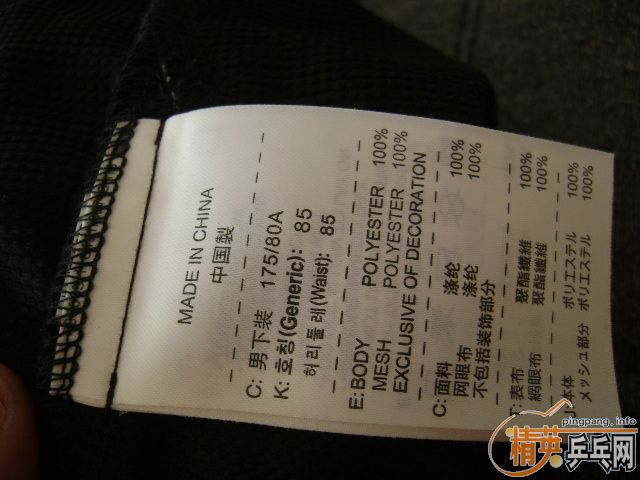 MADE IN CHINA
中国製
C: 男下装 175/80A
K: 호칭(Generic): 85
허리둘레(Waist): 85
E: BODY POLYESTER 100%
MESH POLYESTER 100%
EXCLUSIVE OF DECORATION
C: 面料 涤纶 100%
网眼布 涤纶 100%
不包括装饰部分
T: 表布 聚酯纖維 100%
網眼布 聚酯纖維 100%
J: 本体 ポリエステル 100%
メッシュ部分 ポリエステル 100%
pingpang.info
精英乒乓网